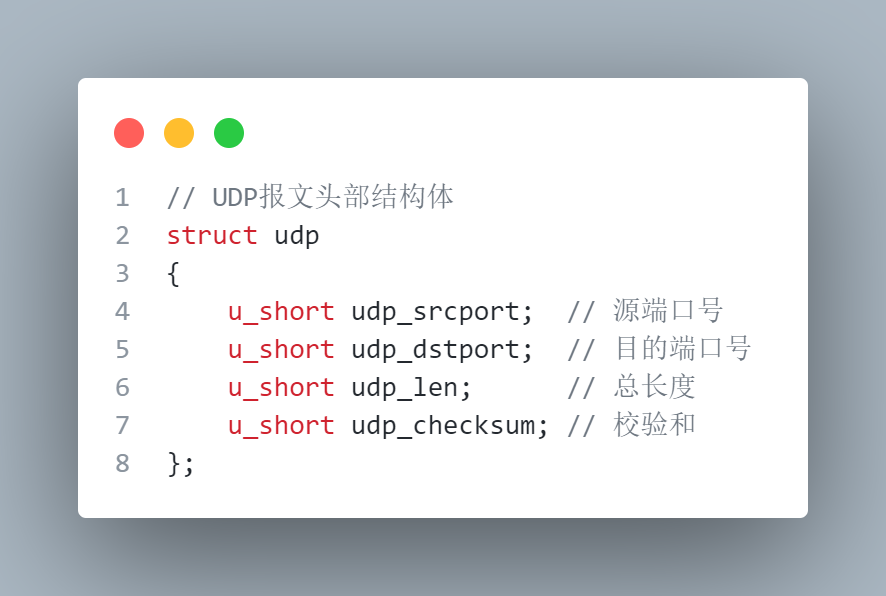 1 // UDP报文头部结构体
2 struct udp
3 {
4     u_short udp_srcport;  // 源端口号
5     u_short udp_dstport;  // 目的端口号
6     u_short udp_len;      // 总长度
7     u_short udp_checksum; // 校验和
8 };